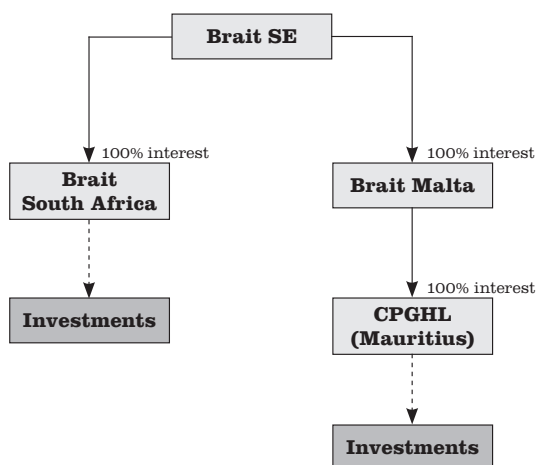 Brait SE
100% interest
100% interest
Brait
South Africa
Brait Malta
100% interest
Investments
CPGHL
(Mauritius)
Investments